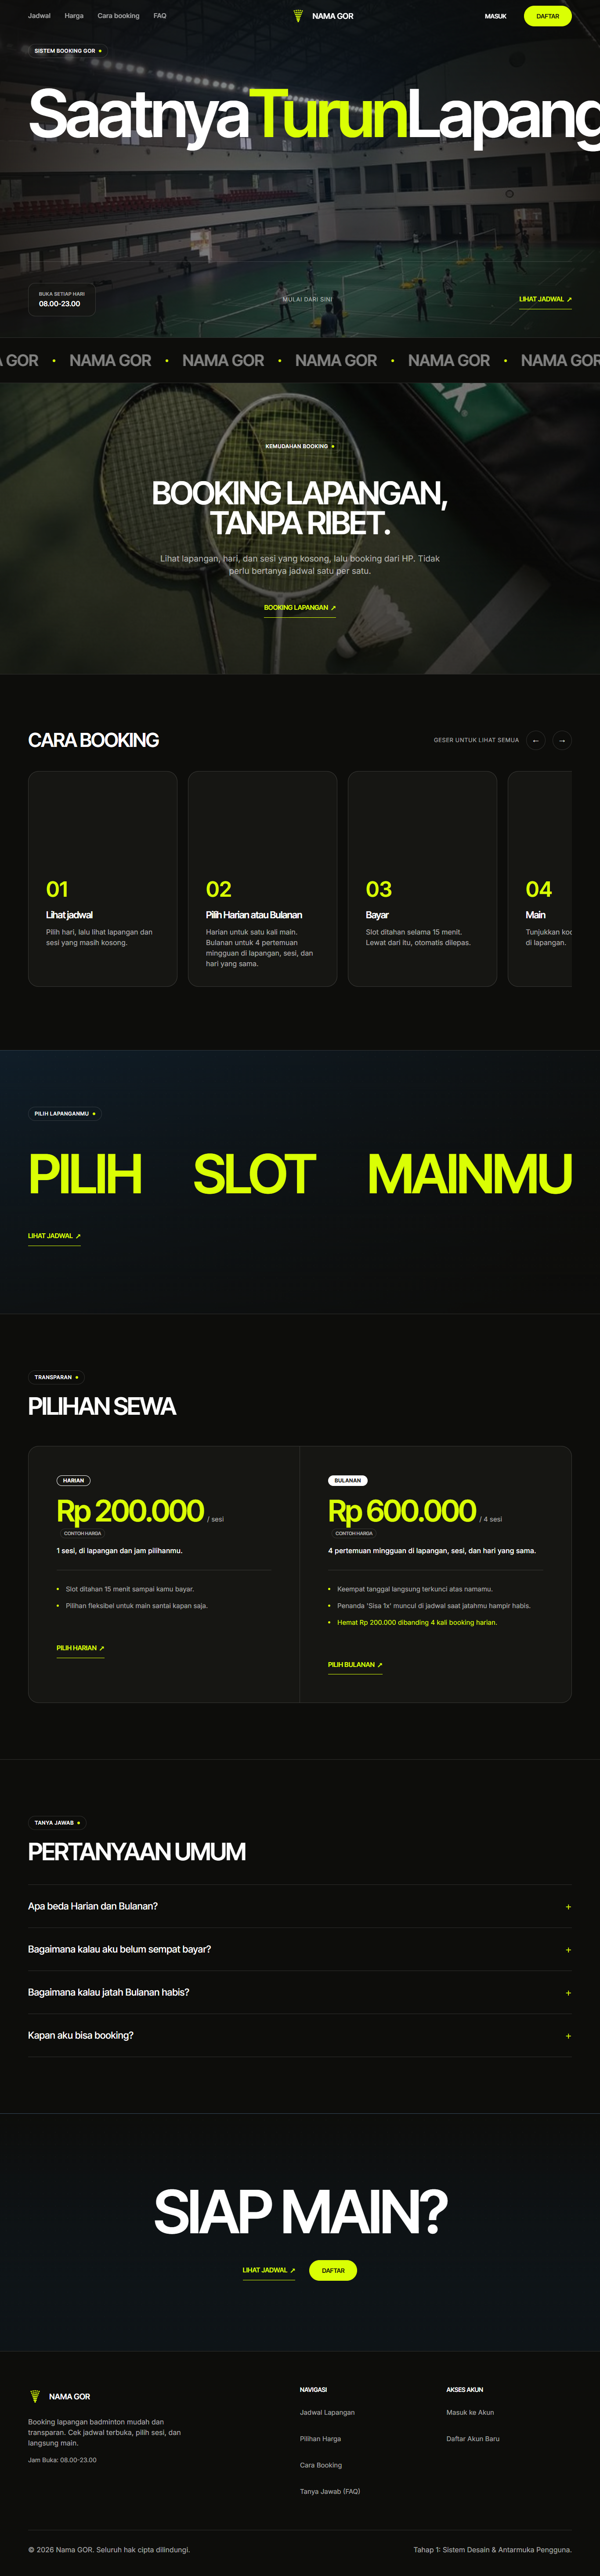 Jadwal Harga Cara booking FAQ NAMA GOR MASUK DAFTAR
SISTEM BOOKING GOR
SaatnyaTurunLapang
BUKA SETIAP HARI
08.00-23.00
MULAI DARI SINI
LIHAT JADWAL ↗
A GOR • NAMA GOR • NAMA GOR • NAMA GOR • NAMA GOR • NAMA GOR
KEMUDAHAN BOOKING
BOOKING LAPANGAN,
TANPA RIBET.
Lihat lapangan, hari, dan sesi yang kosong, lalu booking dari HP. Tidak
perlu bertanya jadwal satu per satu.
BOOKING LAPANGAN ↗
CARA BOOKING
GESER UNTUK LIHAT SEMUA ← →
01
Lihat jadwal
Pilih hari, lalu lihat lapangan dan
sesi yang masih kosong.
02
Pilih Harian atau Bulanan
Harian untuk satu kali main.
Bulanan untuk 4 pertemuan
mingguan di lapangan, sesi, dan
hari yang sama.
03
Bayar
Slot ditahan selama 15 menit.
Lewat dari itu, otomatis dilepas.
04
Main
Tunjukkan koc
di lapangan.
PILIH LAPANGANMU
PILIH SLOT MAINMU
LIHAT JADWAL ↗
TRANSPARAN
PILIHAN SEWA
HARIAN
Rp 200.000 / sesi
CONTOH HARGA
1 sesi, di lapangan dan jam pilihanmu.
• Slot ditahan 15 menit sampai kamu bayar.
• Pilihan fleksibel untuk main santai kapan saja.
PILIH HARIAN ↗
BULANAN
Rp 600.000 / 4 sesi
CONTOH HARGA
4 pertemuan mingguan di lapangan, sesi, dan hari yang sama.
• Keempat tanggal langsung terkunci atas namamu.
• Penanda 'Sisa 1x' muncul di jadwal saat jatahmu hampir habis.
• Hemat Rp 200.000 dibanding 4 kali booking harian.
PILIH BULANAN ↗
TANYA JAWAB
PERTANYAAN UMUM
Apa beda Harian dan Bulanan? +
Bagaimana kalau aku belum sempat bayar? +
Bagaimana kalau jatah Bulanan habis? +
Kapan aku bisa booking? +
SIAP MAIN?
LIHAT JADWAL ↗ DAFTAR
NAMA GOR
Booking lapangan badminton mudah dan
transparan. Cek jadwal terbuka, pilih sesi, dan
langsung main.
Jam Buka: 08.00-23.00
NAVIGASI
Jadwal Lapangan
Pilihan Harga
Cara Booking
Tanya Jawab (FAQ)
AKSES AKUN
Masuk ke Akun
Daftar Akun Baru
© 2026 Nama GOR. Seluruh hak cipta dilindungi.
Tahap 1: Sistem Desain & Antarmuka Pengguna.